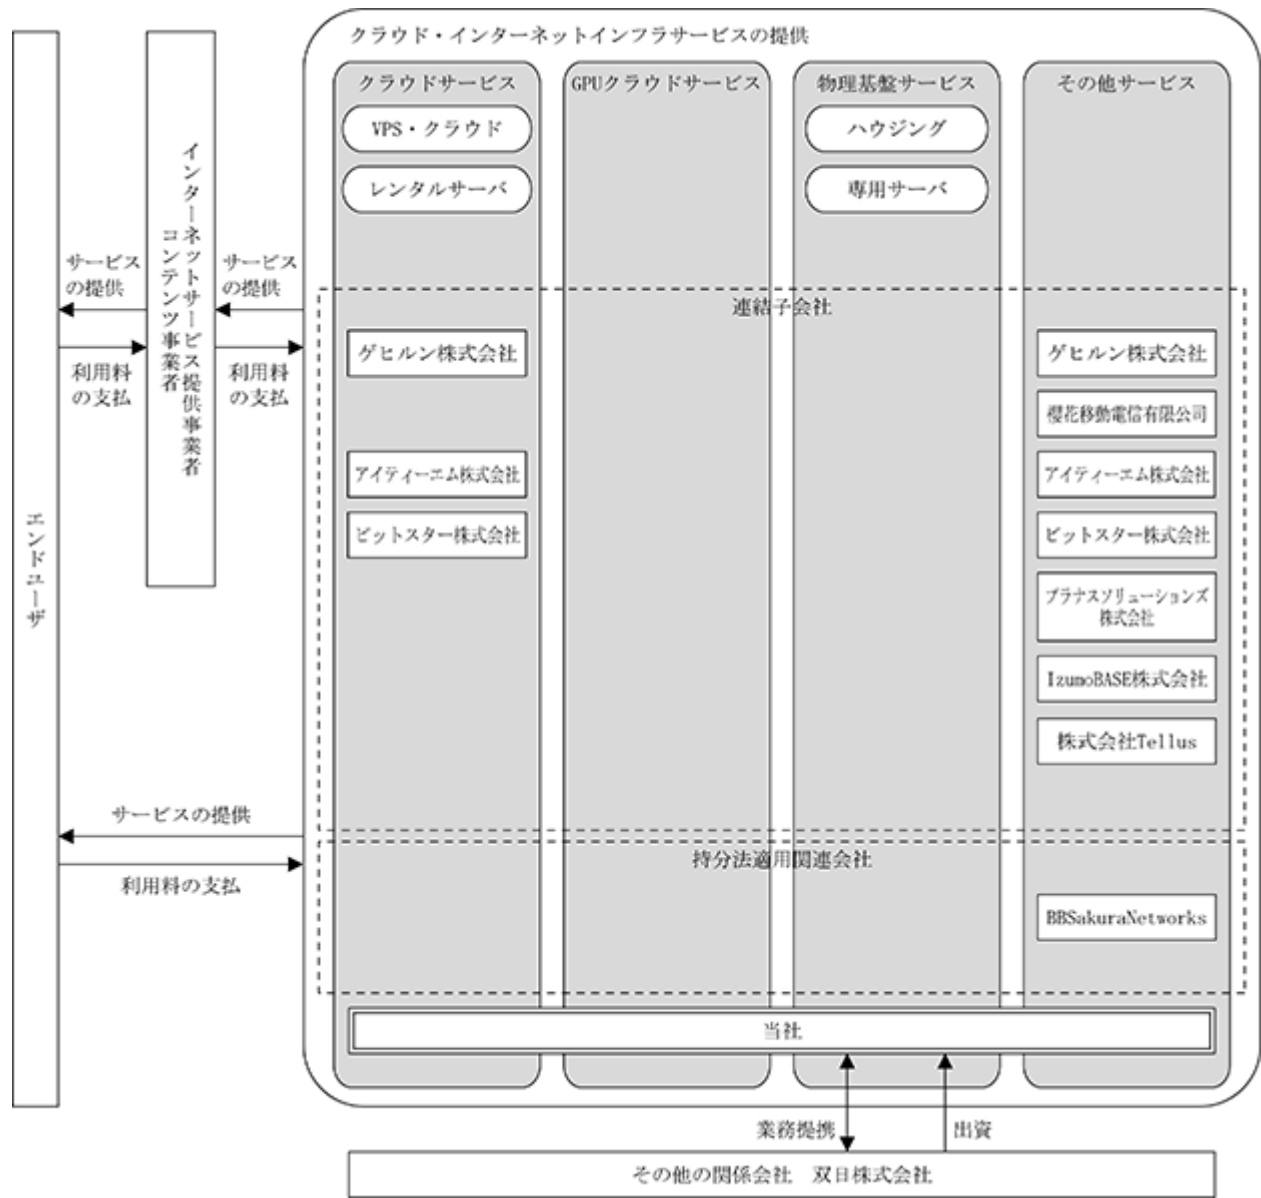 クラウド・インターネットインフラサービスの提供
クラウドサービス
VPS・クラウド
レンタルサーバ
GPUクラウドサービス
物理基盤サービス
ハウジング
専用サーバ
その他サービス
エンドユーザ
サービス
の提供
利用料
の支払
インターネットサービス提供事業者
コンテンツ事業者
サービス
の提供
利用料
の支払
サービスの提供
利用料の支払
連結子会社
ゲヒルン株式会社
アイティーエム株式会社
ビットスター株式会社
ゲヒルン株式会社
櫻花移動電信有限公司
アイティーエム株式会社
ビットスター株式会社
プラナスソリューションズ
株式会社
IzumoBASE株式会社
株式会社Tellus
持分法適用関連会社
BBSakuraNetworks
当社
業務提携
出資
その他の関係会社　双日株式会社